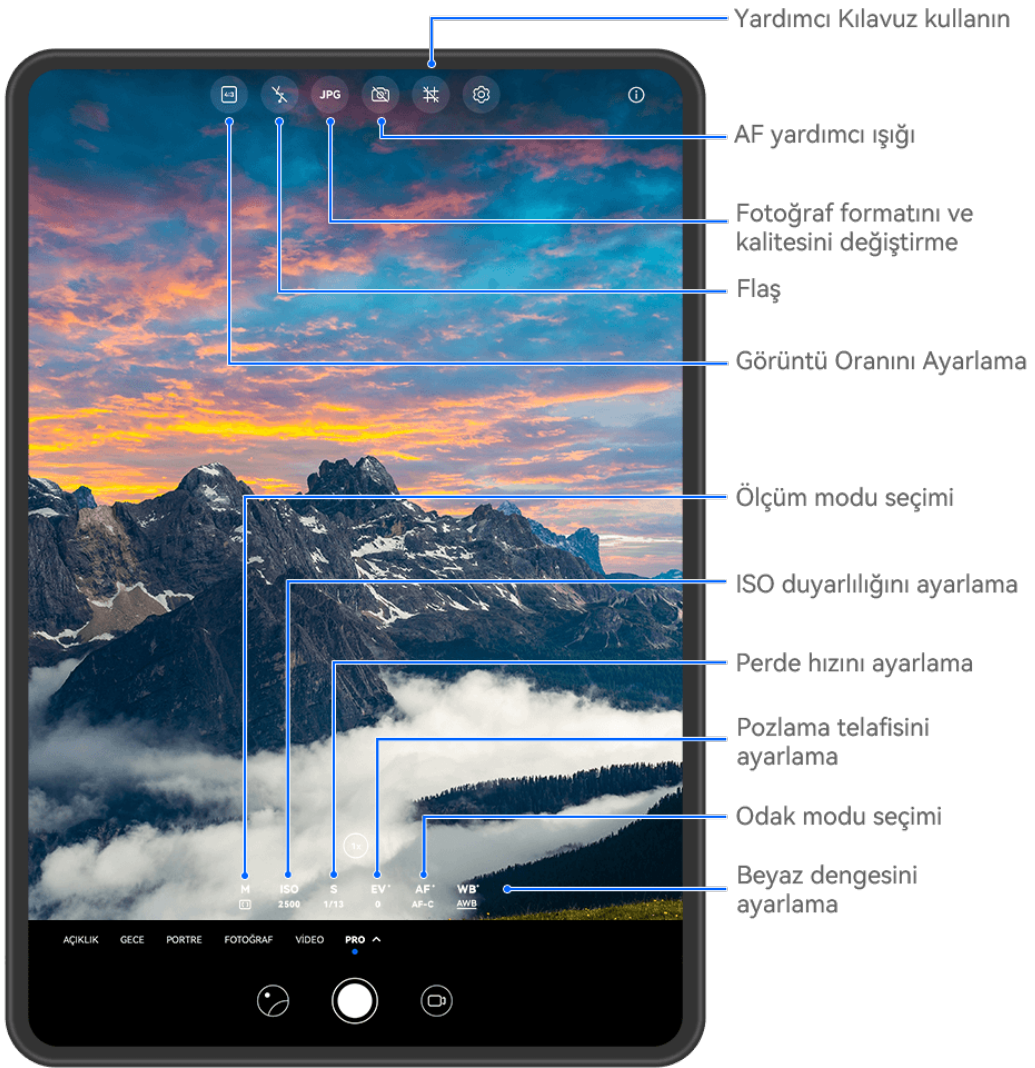 Yardımcı Kılavuz kullanın
4:3
JPG
AF yardımcı ışığı
Fotoğraf formatını ve
kalitesini değiştirme
Flaş
Görüntü Oranını Ayarlama
Ölçüm modu seçimi
ISO duyarlılığını ayarlama
Perde hızını ayarlama
Pozlama telafisini
ayarlama
Odak modu seçimi
Beyaz dengesini
ayarlama
1x
M ISO S EV AF WB
2500 1/13 0 AF-C AWB
AÇIKLIK GECE PORTRE FOTOĞRAF VİDEO PRO